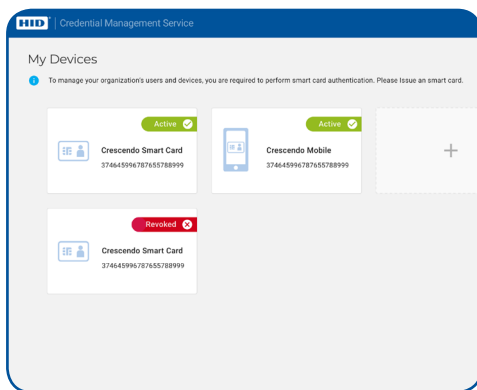 HID | Credential Management Service
My Devices
To manage your organization's users and devices, you are required to perform smart card authentication. Please Issue an smart card.
Active
Crescendo Smart Card
374645996787655788999
Active
Crescendo Mobile
374645996787655788999
Revoked
Crescendo Smart Card
374645996787655788999